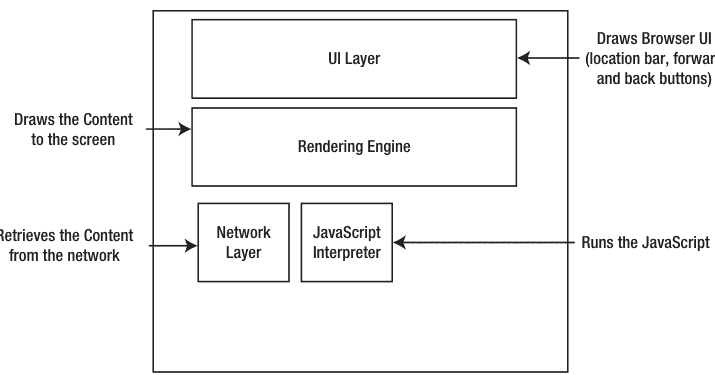 UI Layer
Draws Browser UI
(location bar, forwar
and back buttons)
Draws the Content
to the screen
Rendering Engine
Retrieves the Content
from the network
Network
Layer
JavaScript
Interpreter
Runs the JavaScript